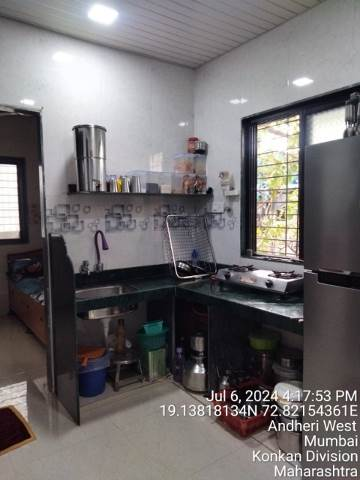 Jul 6, 2024 4:17:53 PM
19.13818134N 72.82154361E
Andheri West
Mumbai
Konkan Division
Maharashtra